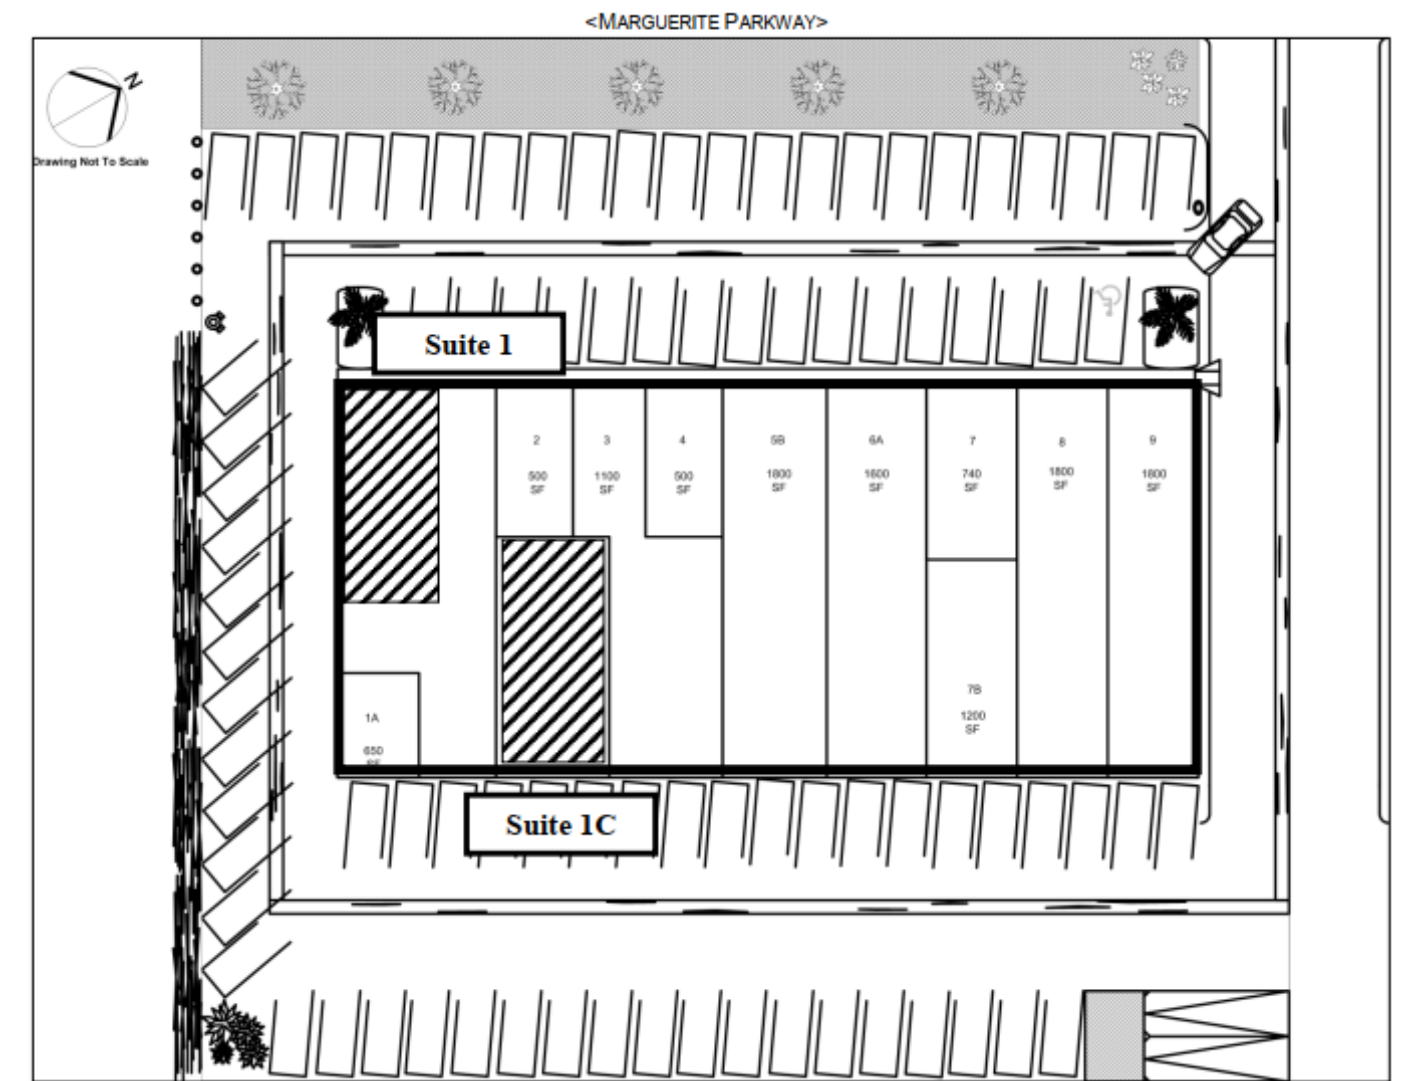 <MARGUERITE PARKWAY>
N
Drawing Not To Scale
Suite 1
2
500
SF
3
1100
SF
4
500
SF
5B
1800
SF
6A
1600
SF
7
740
SF
8
1800
SF
9
1800
SF
1A
650
SF
7B
1200
SF
Suite 1C